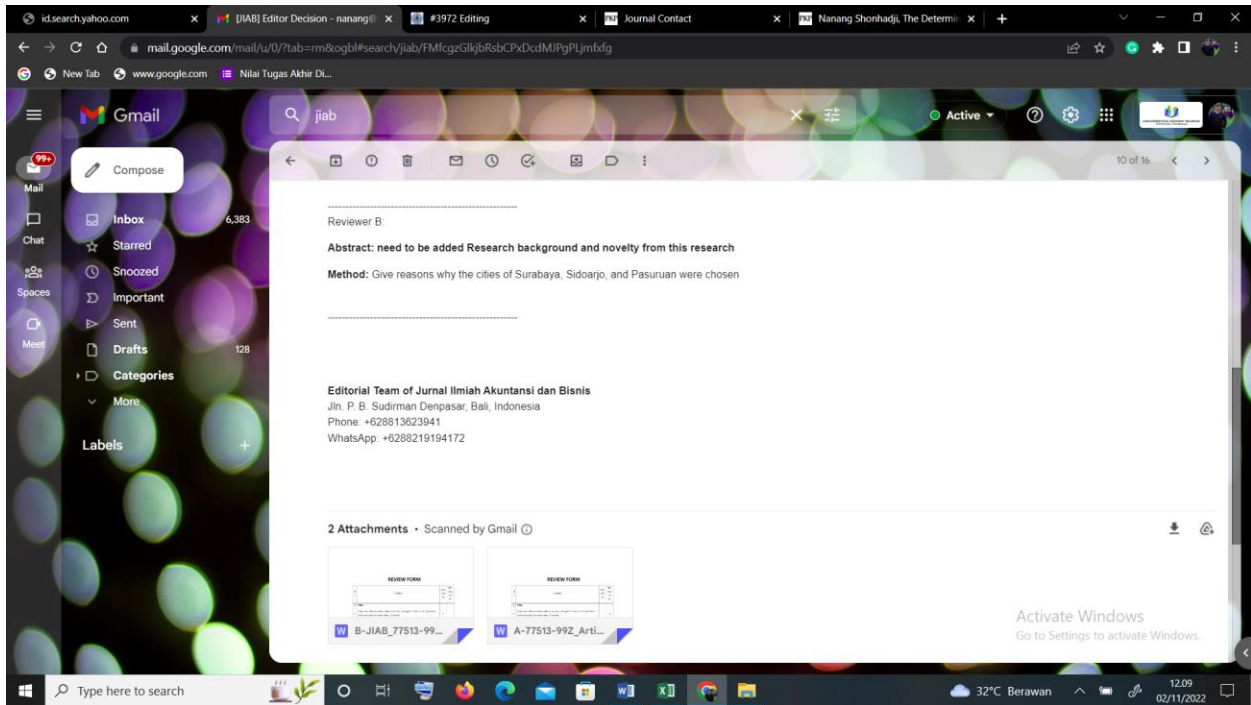 id.search.yahoo.com
[JIAB] Editor Decision - nanang@
#3972 Editing
PKP Journal Contact
PKP Nanang Shonhadji, The Determin
mail.google.com/mail/u/0/?tab=rm&ogbl#search/jiab/FMfcgzGlkjbRsbCPxDcdMJPgPLjmfxfg
New Tab
www.google.com
Nilai Tugas Akhir Di...
Gmail
jiab
Active
99+
Mail
Compose
10 of 16
Chat
Spaces
Meet
Inbox 6,383
Starred
Snoozed
Important
Sent
Drafts 128
Categories
More
Labels
Reviewer B:
Abstract: need to be added Research background and novelty from this research
Method: Give reasons why the cities of Surabaya, Sidoarjo, and Pasuruan were chosen
Editorial Team of Jurnal Ilmiah Akuntansi dan Bisnis
Jln. P. B. Sudirman Denpasar, Bali, Indonesia
Phone: +628813623941
WhatsApp: +6288219194172
2 Attachments • Scanned by Gmail
REVIEW FORM
REVIEW FORM
W B-JIAB_77513-99...
W A-77513-99Z_Arti...
Activate Windows
Go to Settings to activate Windows.
Type here to search
32°C Berawan
12.09
02/11/2022